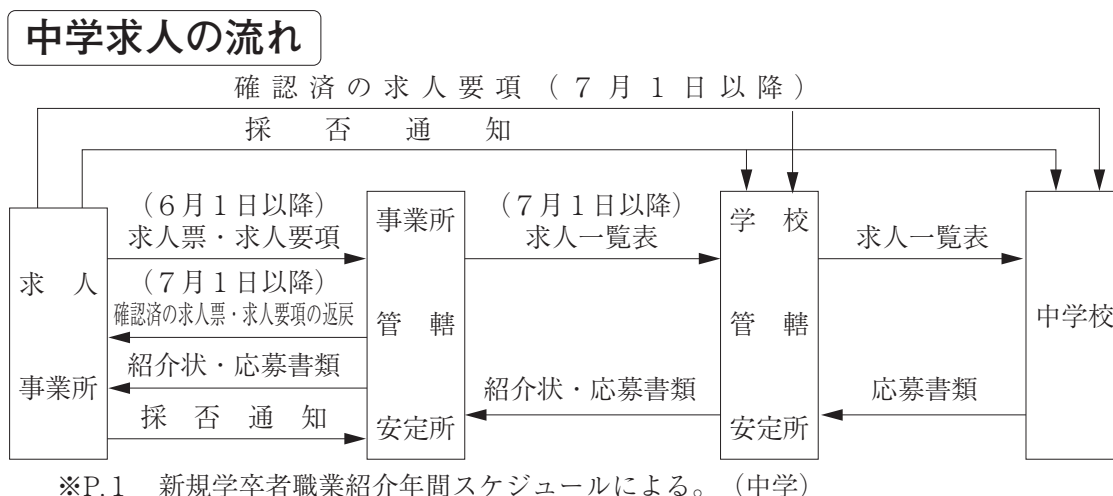 中学求人の流れ
確認済の求人要項(7月1日以降)
採否通知
(6月1日以降)
求人票・求人要項
(7月1日以降)
確認済の求人票・求人要項の返戻
紹介状・応募書類
採否通知
求人
事業所
事業所
管轄
安定所
(7月1日以降)
求人一覧表
紹介状・応募書類
学校
管轄
安定所
求人一覧表
応募書類
中学校
※P.1 新規学卒者職業紹介年間スケジュールによる。(中学)